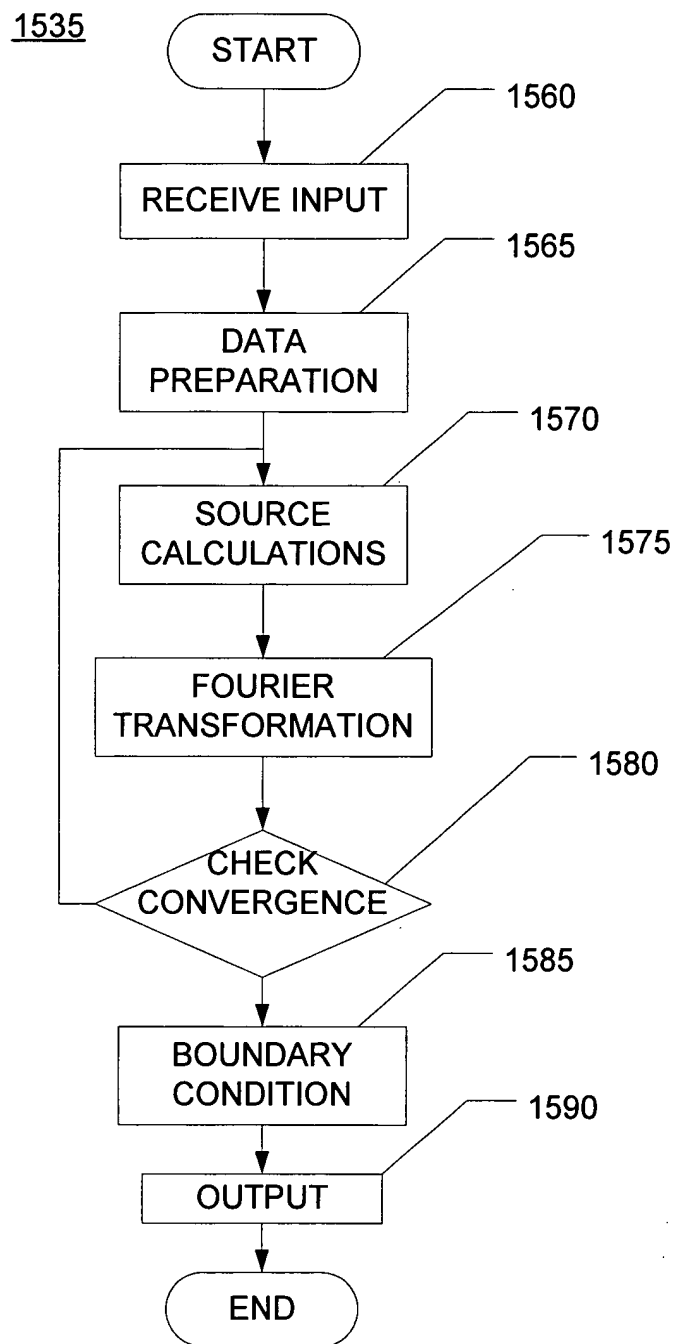 1535
START
1560
RECEIVE INPUT
1565
DATA
PREPARATION
1570
SOURCE
CALCULATIONS
1575
FOURIER
TRANSFORMATION
1580
CHECK
CONVERGENCE
1585
BOUNDARY
CONDITION
1590
OUTPUT
END